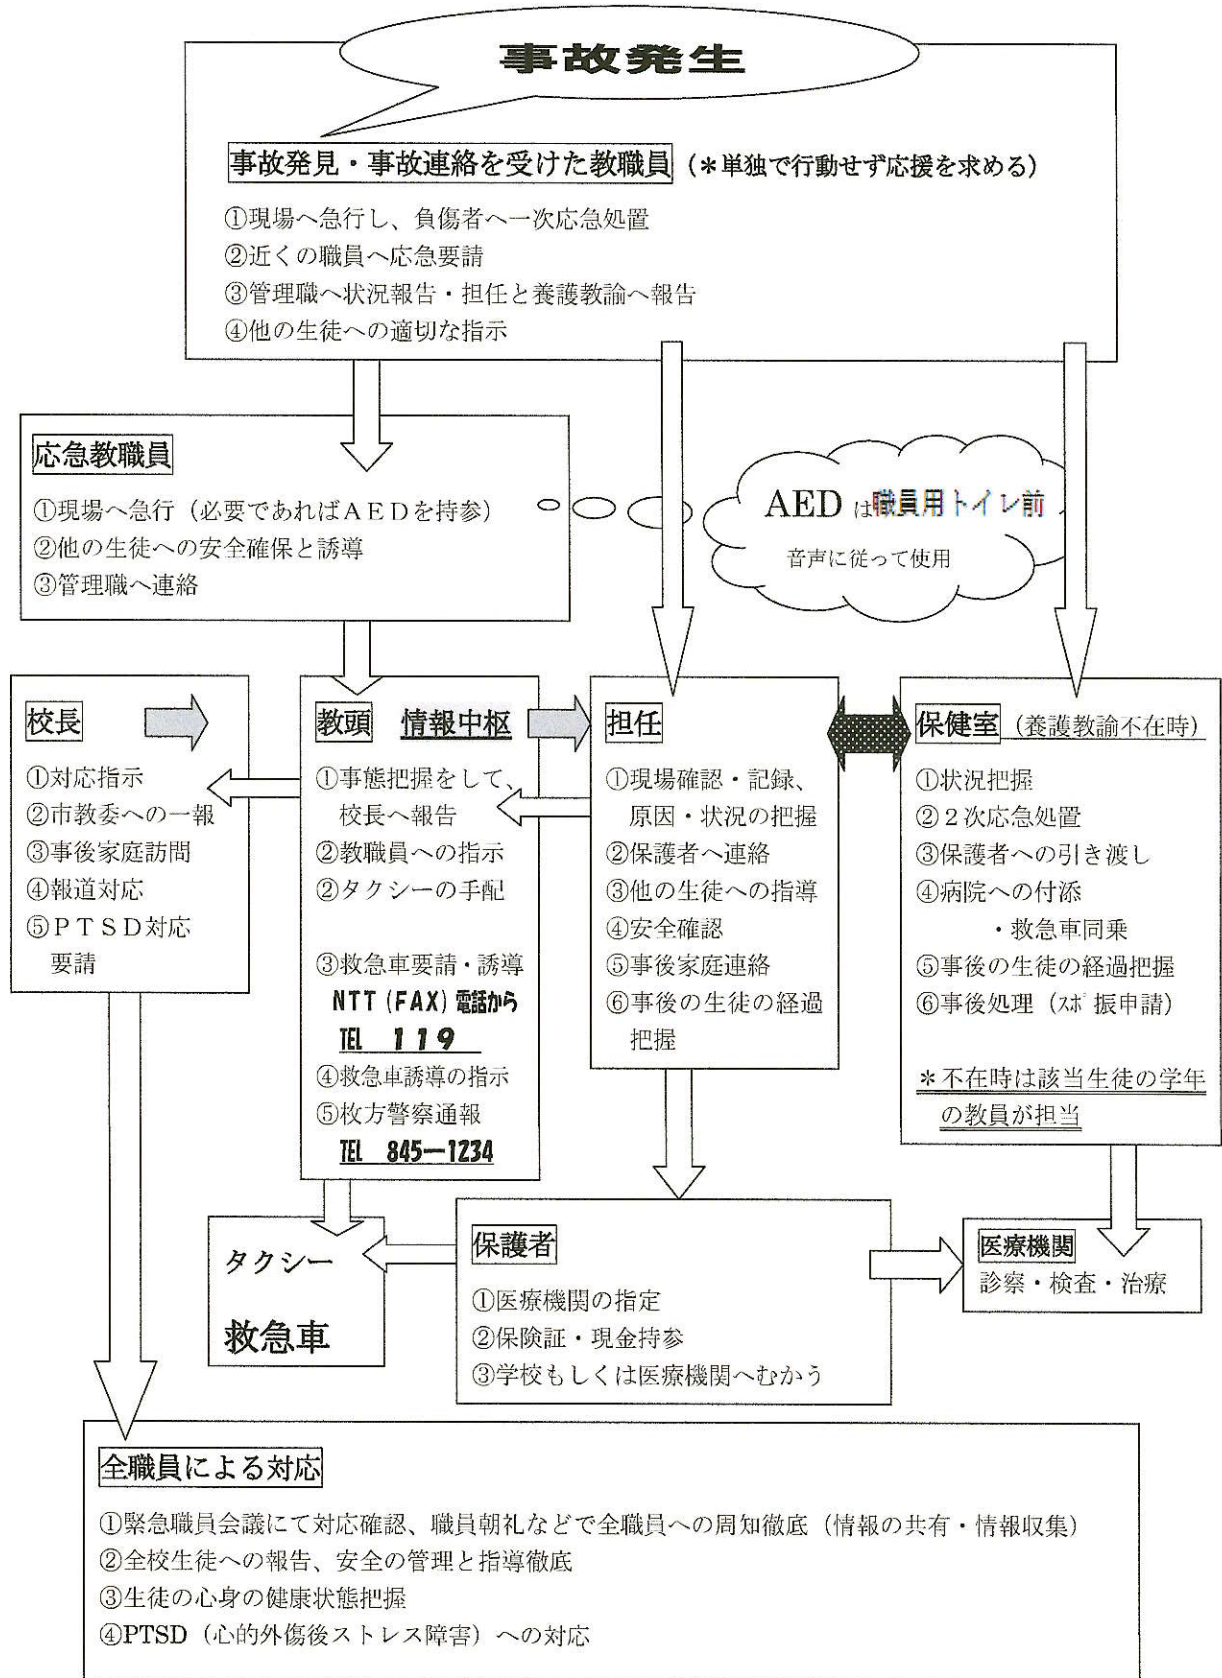 事故発生
事故発見・事故連絡を受けた教職員（＊単独で行動せず応援を求める）
①現場へ急行し、負傷者へ一次応急処置
②近くの職員へ応急要請
③管理職へ状況報告・担任と養護教諭へ報告
④他の生徒への適切な指示
応急教職員
①現場へ急行（必要であればＡＥＤを持参）
②他の生徒への安全確保と誘導
③管理職へ連絡
AED は職員用トイレ前
音声に従って使用
校長
①対応指示
②市教委への一報
③事後家庭訪問
④報道対応
⑤ＰＴＳＤ対応
要請
教頭 情報中枢
①事態把握をして、
校長へ報告
②教職員への指示
②タクシーの手配
③救急車要請・誘導
NTT (FAX) 電話から
TEL 119
④救急車誘導の指示
⑤枚方警察通報
TEL 845―1234
担任
①現場確認・記録、
原因・状況の把握
②保護者へ連絡
③他の生徒への指導
④安全確認
⑤事後家庭連絡
⑥事後の生徒の経過
把握
保健室（養護教諭不在時）
①状況把握
②２次応急処置
③保護者への引き渡し
④病院への付添
・救急車同乗
⑤事後の生徒の経過把握
⑥事後処理（ｽﾎﾟ振申請）
＊不在時は該当生徒の学年
の教員が担当
タクシー
救急車
保護者
①医療機関の指定
②保険証・現金持参
③学校もしくは医療機関へむかう
医療機関
診察・検査・治療
全職員による対応
①緊急職員会議にて対応確認、職員朝礼などで全職員への周知徹底（情報の共有・情報収集）
②全校生徒への報告、安全の管理と指導徹底
③生徒の心身の健康状態把握
④PTSD（心的外傷後ストレス障害）への対応